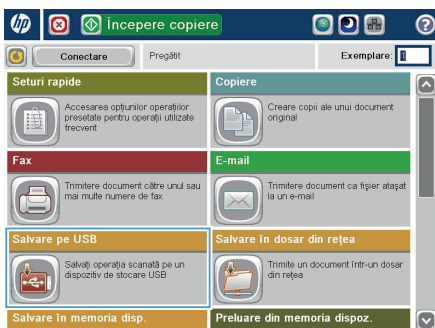 hp
Începere copiere
?
Conectare
Pregătit
Exemplare: 1
Seturi rapide
Accesarea opțiunilor operațiilor
presetate pentru operații utilizate
frecvent
Copiere
Creare copii ale unui document
original
Fax
Trimitere document către unul sau
mai multe numere de fax
E-mail
Trimitere document ca fișier atașat
la un e-mail
Salvare pe USB
Salvați operația scanată pe un
dispozitiv de stocare USB
Salvare în dosar din rețea
Trimite un document într-un dosar
din rețea
Salvare în memoria disp.
Preluare din memoria dispoz.